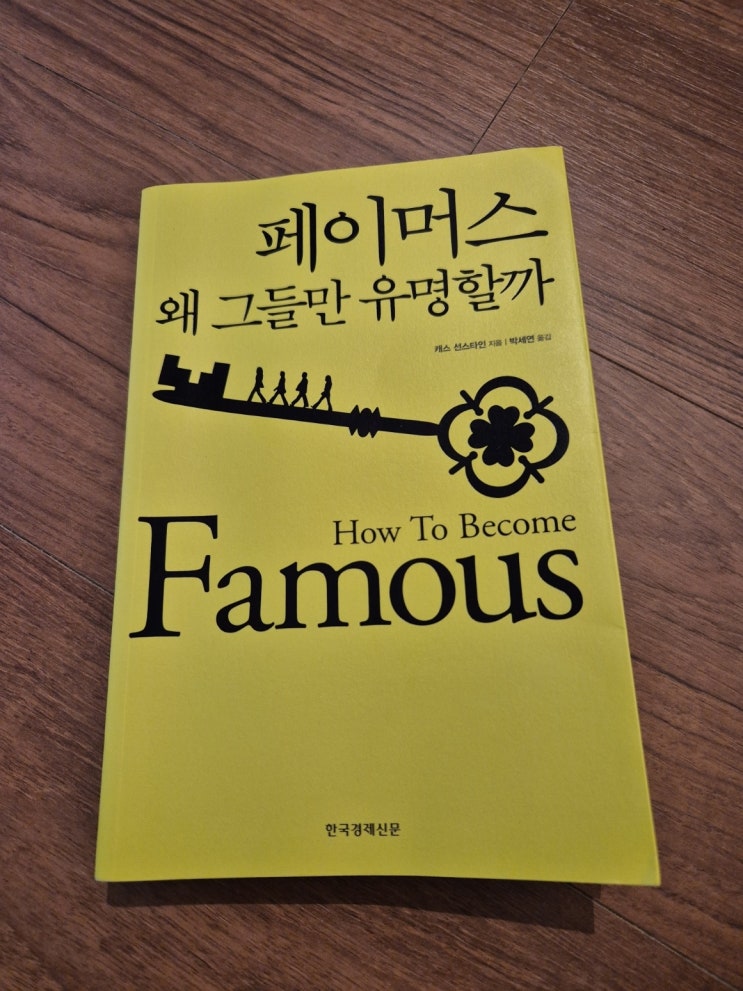 페이머스
왜 그들만 유명할까
캐스 선스타인 지음 | 박세연 옮김
How To Become
Famous
한국경제신문